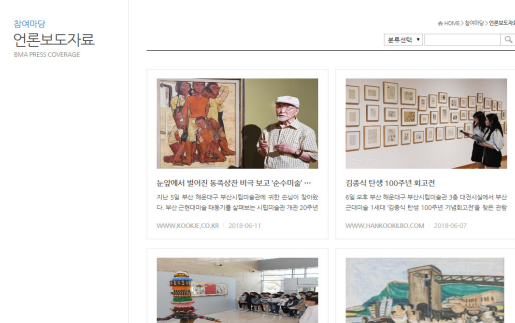 참여마당
언론보도자료
BMA PRESS COVERAGE
HOME > 참여마당 > 언론보도자료
분류선택
눈앞에서 벌어진 동족상잔 비극 보고 '순수미술' …
지난 5일 부산 해운대구 부산시립미술관에 귀한 손님이 찾아왔
다. 부산 근현대미술 태동기를 살펴보는 시립미술관 개관 20주년
WWW.KOOKJE.CO.KR 2018-06-11
김종식 탄생 100주년 회고전
6일 오후 부산 해운대구 부산시립미술관 3층 대전시실에서 부산
근대미술 1세대 '김종식 탄생 100주년 기념회고전'을 찾은 관람
WWW.HANKOOKILBO.COM 2018-06-07